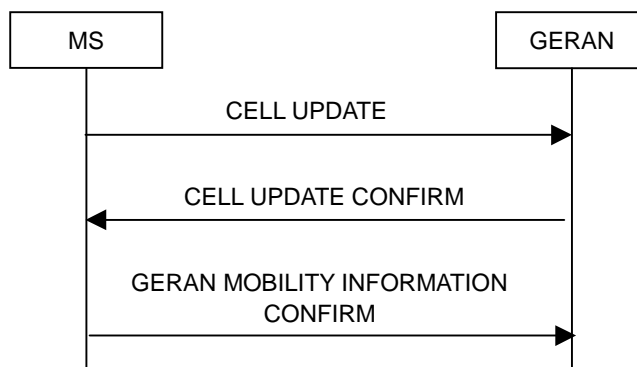 MS
GERAN
CELL UPDATE
CELL UPDATE CONFIRM
GERAN MOBILITY INFORMATION
CONFIRM